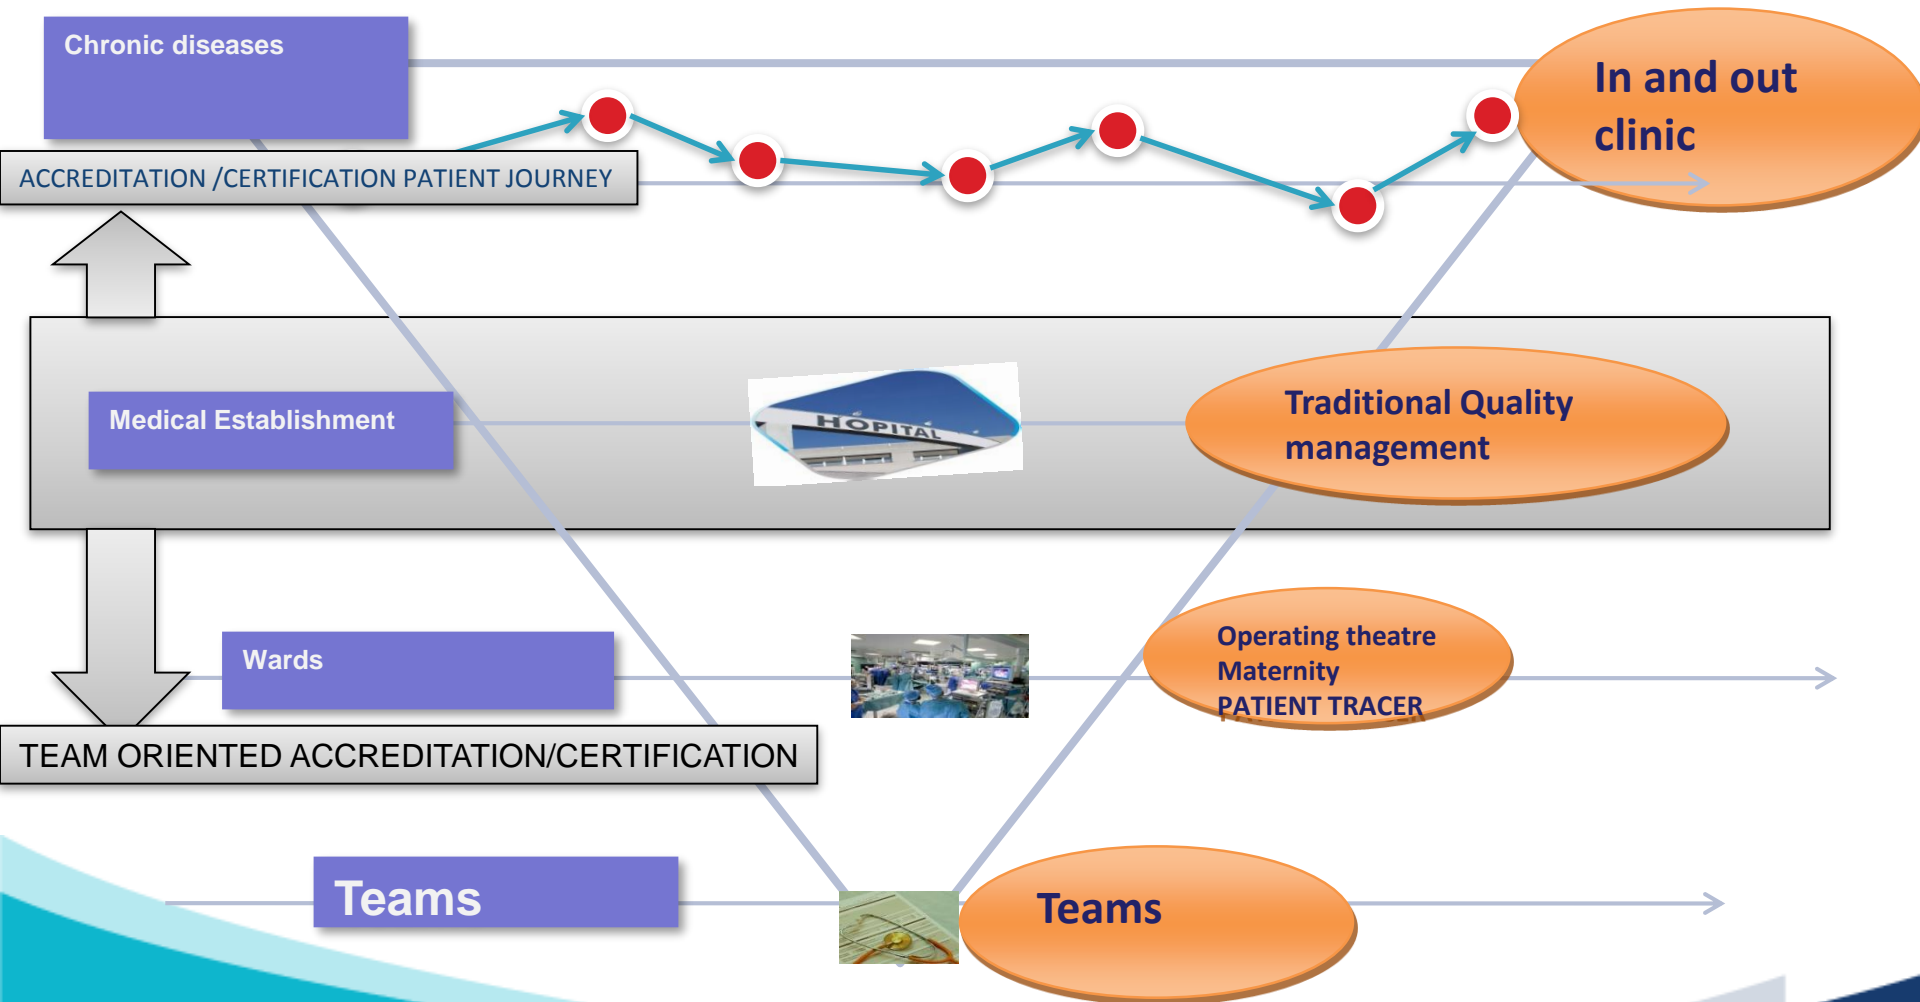 Chronic diseases
In and out
clinic
ACCREDITATION /CERTIFICATION PATIENT JOURNEY
Medical Establishment
HOPITAL
Traditional Quality
management
Wards
Operating theatre
Maternity
PATIENT TRACER
TEAM ORIENTED ACCREDITATION/CERTIFICATION
Teams
Teams